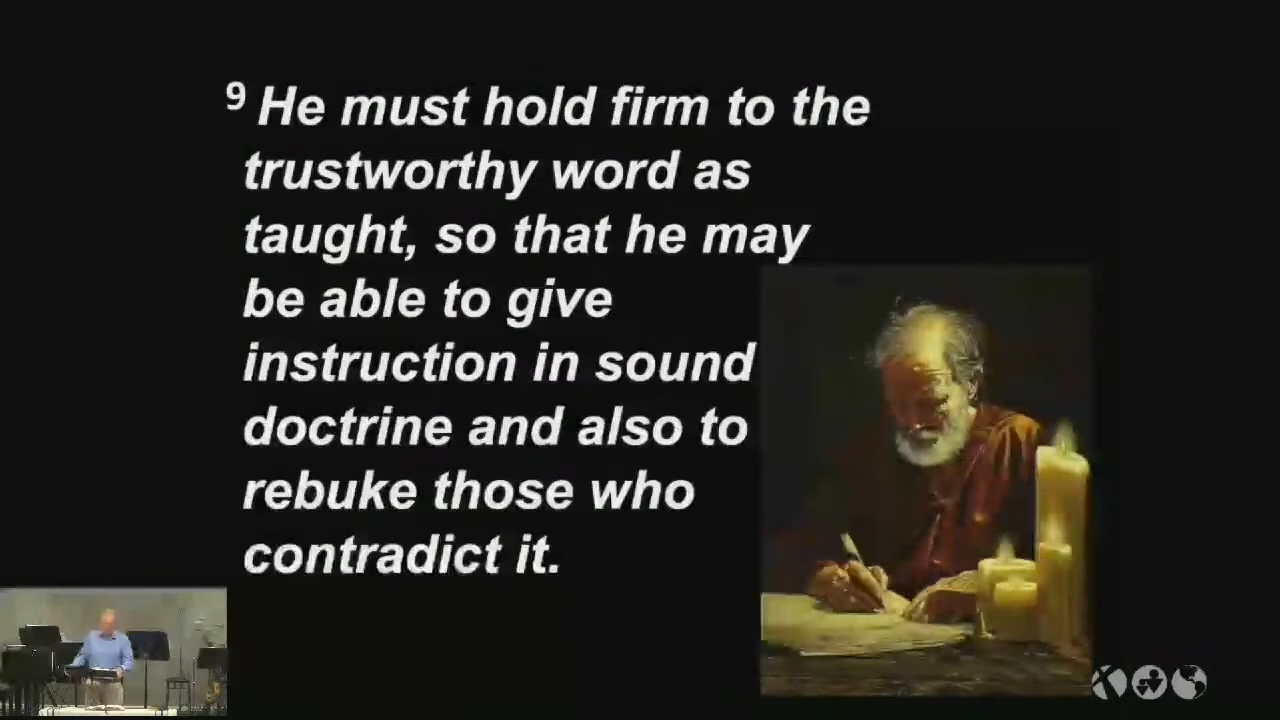 9 He must hold firm to the
trustworthy word as
taught, so that he may
be able to give
instruction in sound
doctrine and also to
rebuke those who
contradict it.